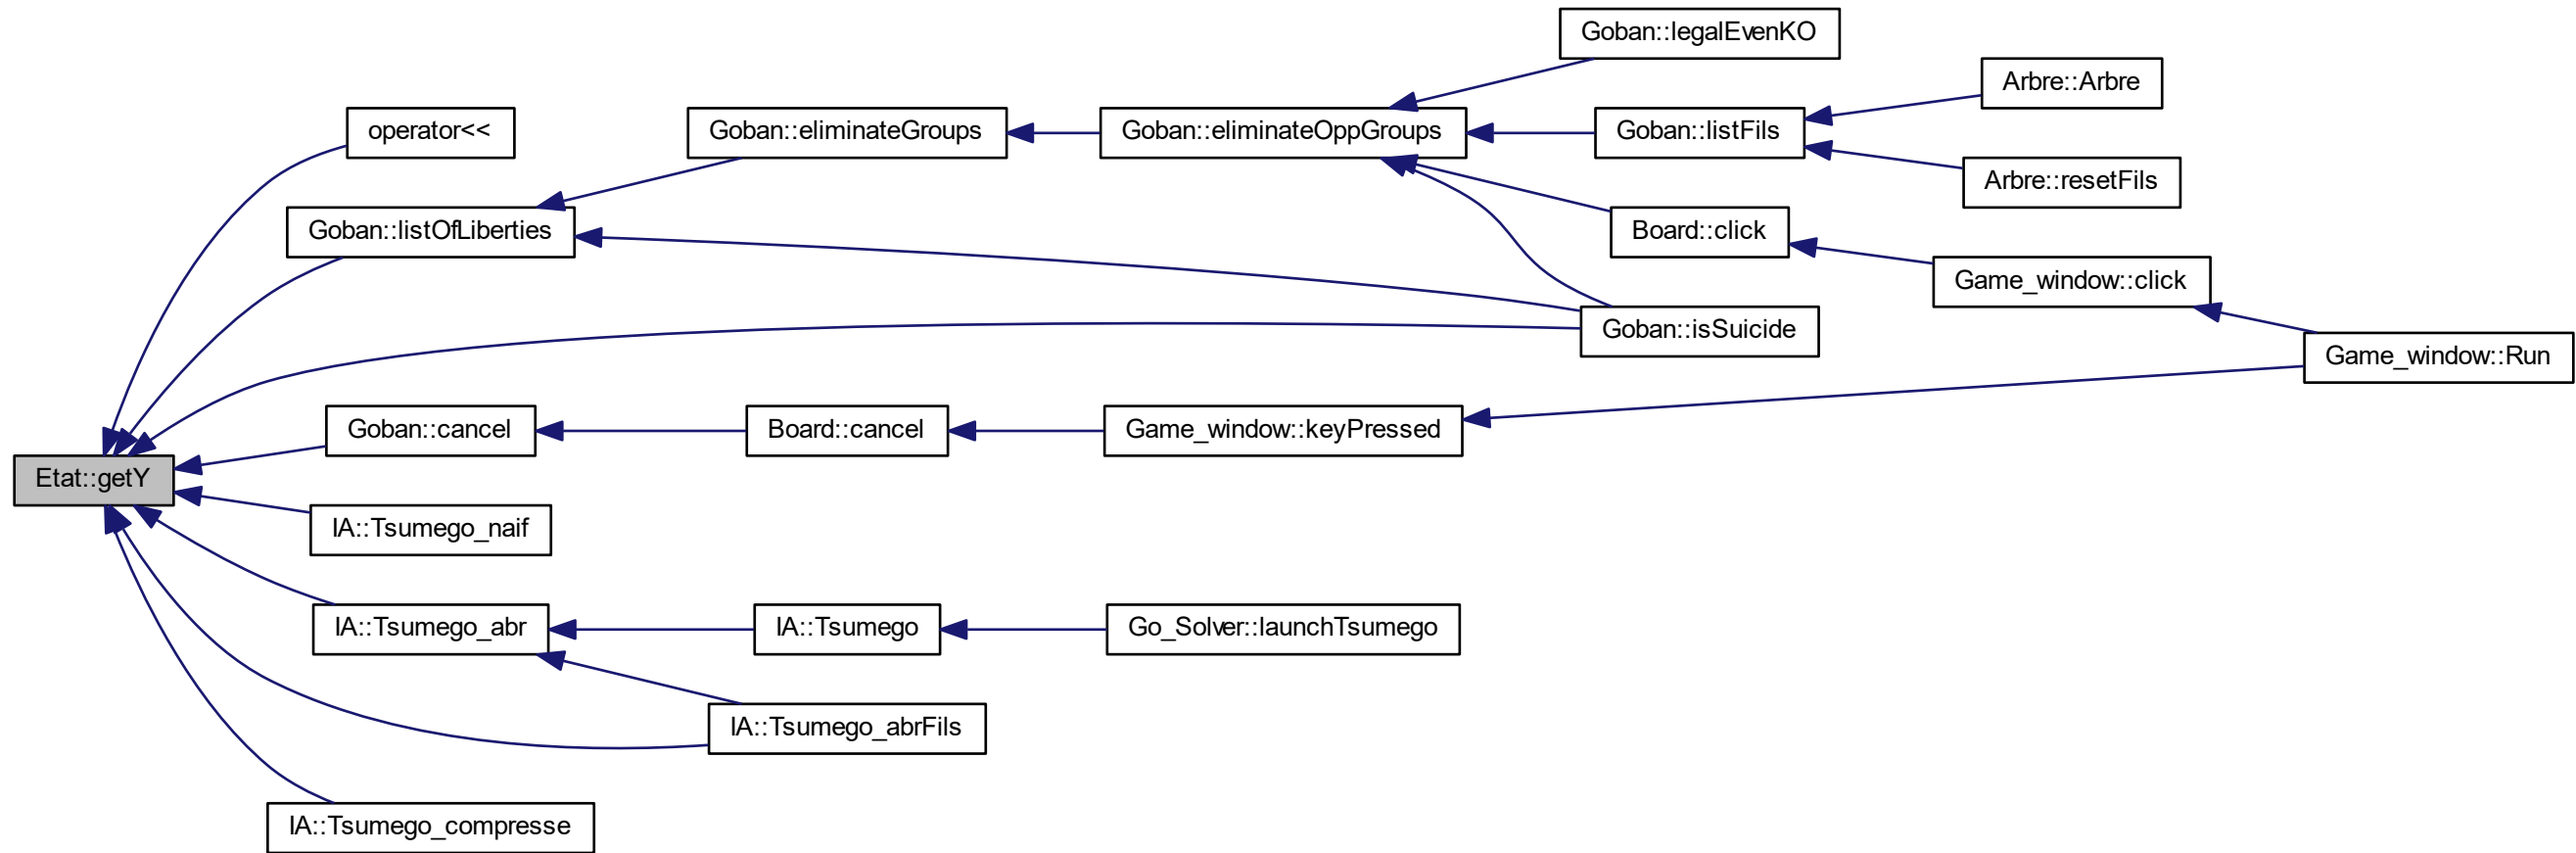 Goban::legalEvenKO
Arbre::Arbre
operator<<
Goban::eliminateGroups
Goban::eliminateOppGroups
Goban::listFils
Arbre::resetFils
Goban::listOfLiberties
Board::click
Game_window::click
Goban::isSuicide
Game_window::Run
Goban::cancel
Board::cancel
Game_window::keyPressed
Etat::getY
IA::Tsumego_naif
IA::Tsumego_abr
IA::Tsumego
Go_Solver::launchTsumego
IA::Tsumego_abrFils
IA::Tsumego_compresse